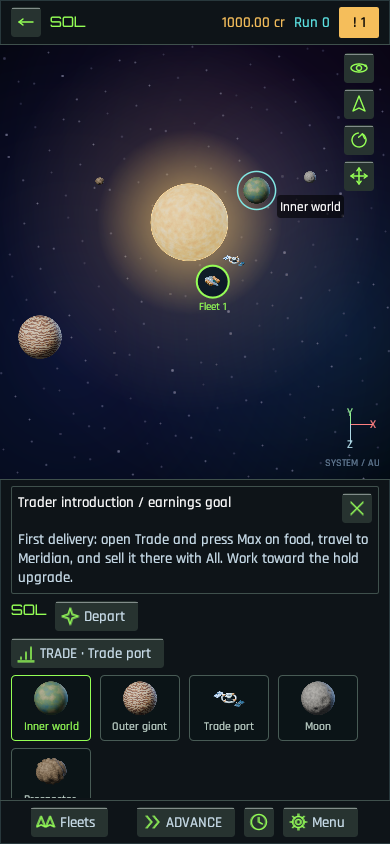 SOL
1000.00 cr
Run 0
! 1
Inner world
Fleet 1
Y
X
Z
SYSTEM / AU
Trader introduction / earnings goal
First delivery: open Trade and press Max on food, travel to
Meridian, and sell it there with All. Work toward the hold
upgrade.
SOL
Depart
TRADE · Trade port
Inner world
Outer giant
Trade port
Moon
Fleets
ADVANCE
Menu